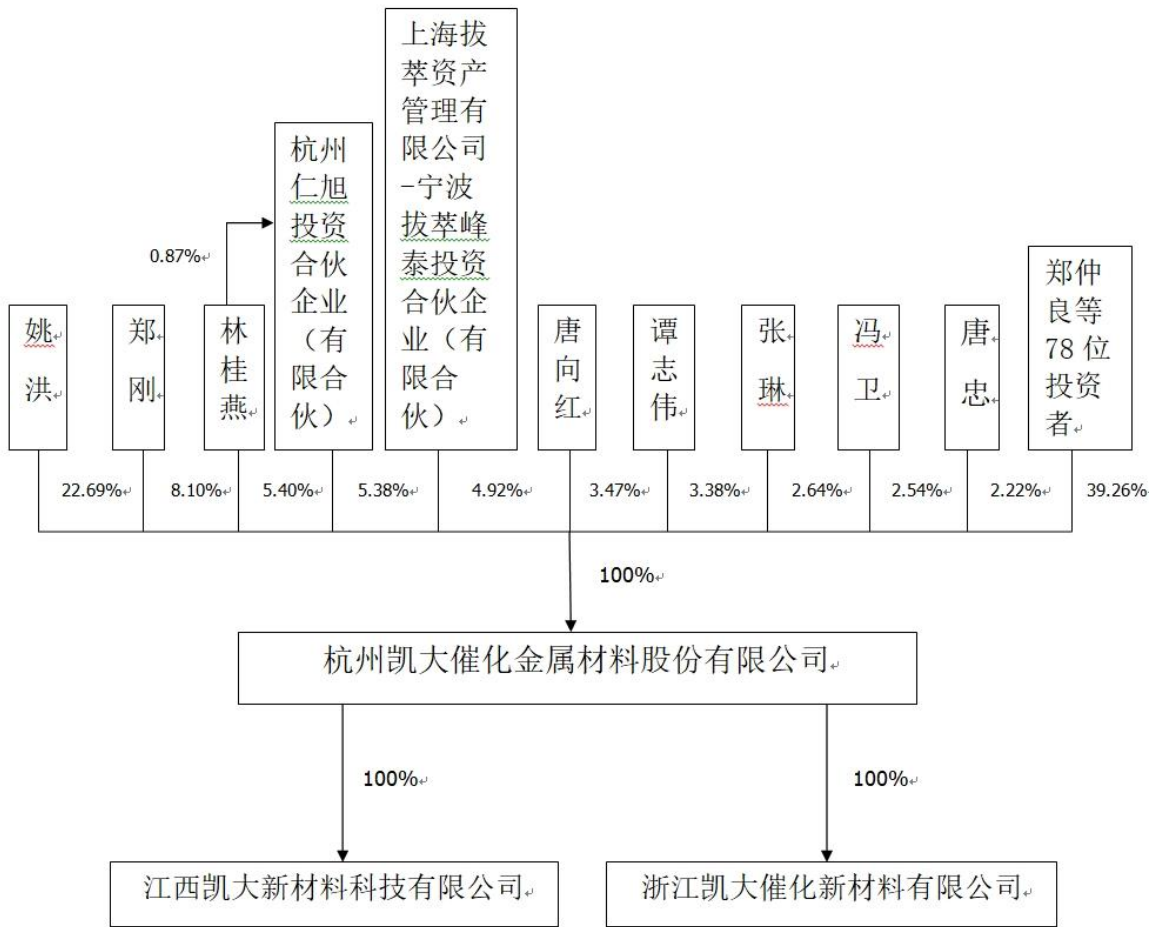 上海拔
萃资产
管理有
限公司
-宁波
拔萃峰
泰投资
合伙企
业（有
限合
伙）
杭州
仁旭
投资
合伙
企业
（有
限合
伙）
0.87%
姚
洪
郑
刚
林
桂
燕
唐
向
红
谭
志
伟
张
琳
冯
卫
唐
忠
郑仲
良等
78 位
投资
者
22.69%
8.10%
5.40%
5.38%
4.92%
3.47%
3.38%
2.64%
2.54%
2.22%
39.26%
100%
杭州凯大催化金属材料股份有限公司
100%
100%
江西凯大新材料科技有限公司
浙江凯大催化新材料有限公司